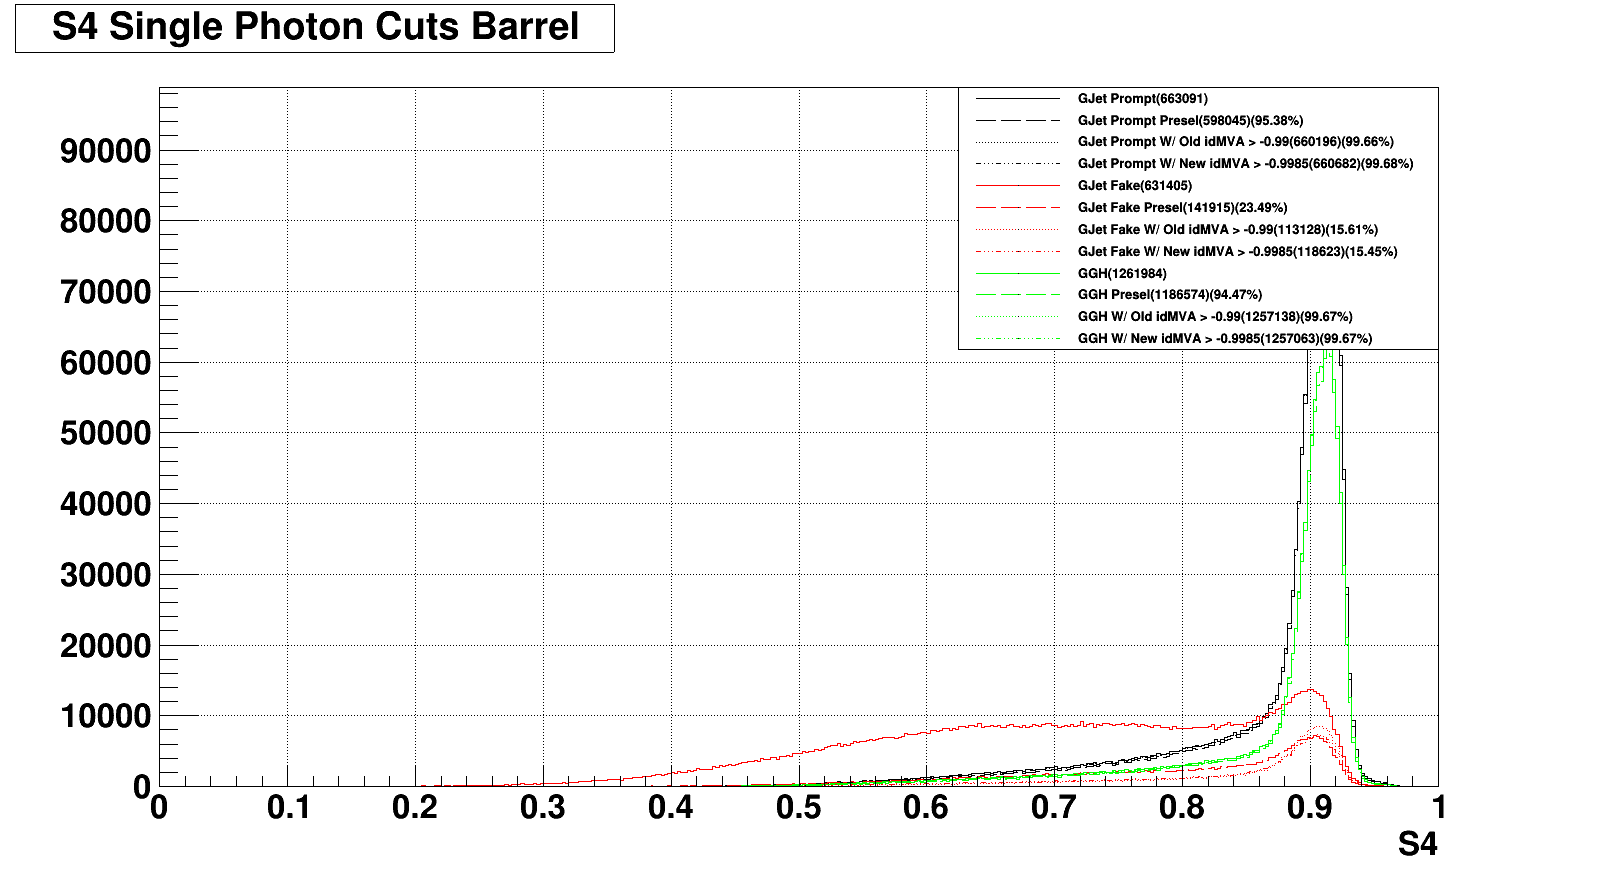 S4 Single Photon Cuts Barrel
GJet Prompt(663091)
GJet Prompt Presel(598045)(95.38%)
GJet Prompt W/ Old idMVA > -0.99(660196)(99.66%)
GJet Prompt W/ New idMVA > -0.9985(660682)(99.68%)
GJet Fake(631405)
GJet Fake Presel(141915)(23.49%)
GJet Fake W/ Old idMVA > -0.99(113128)(15.61%)
GJet Fake W/ New idMVA > -0.9985(118623)(15.45%)
GGH(1261984)
GGH Presel(1186574)(94.47%)
GGH W/ Old idMVA > -0.99(1257138)(99.67%)
GGH W/ New idMVA > -0.9985(1257063)(99.67%)
90000
80000
70000
60000
50000
40000
30000
20000
10000
0
0 0.1 0.2 0.3 0.4 0.5 0.6 0.7 0.8 0.9 1
S4